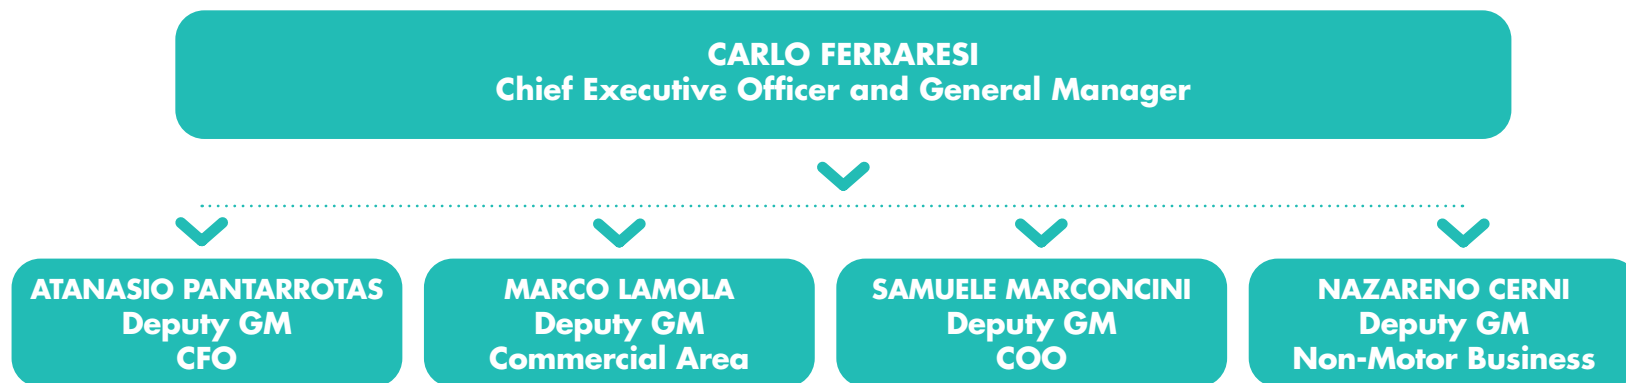 CARLO FERRARESI
Chief Executive Officer and General Manager
ATANASIO PANTARROTAS
Deputy GM
CFO
MARCO LAMOLA
Deputy GM
Commercial Area
SAMUELE MARCONCINI
Deputy GM
COO
NAZARENO CERNI
Deputy GM
Non-Motor Business